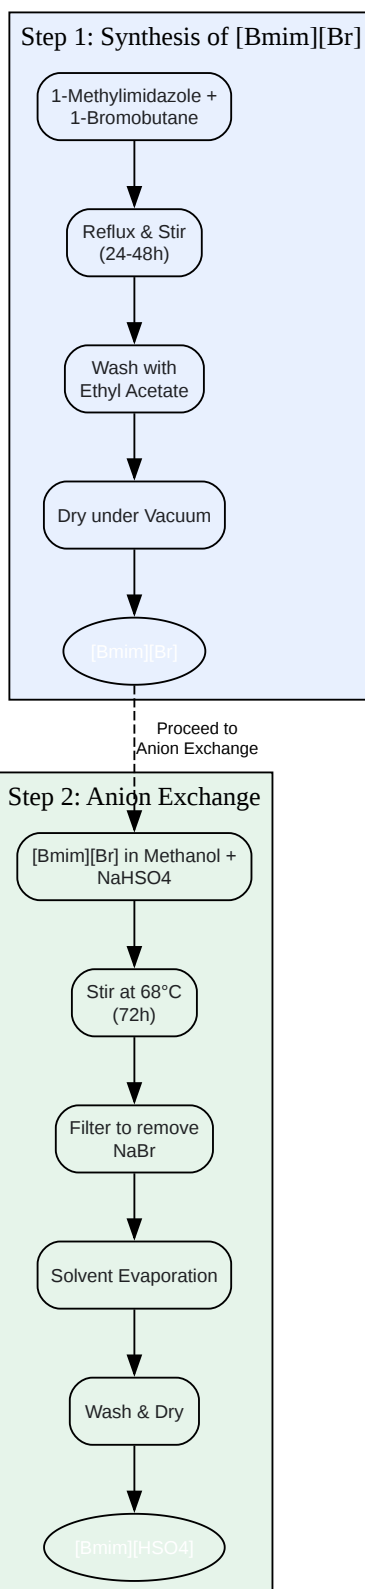 Step 1: Synthesis of [Bmim][Br]
1-Methylimidazole +
1-Bromobutane
Reflux & Stir
(24-48h)
Wash with
Ethyl Acetate
Dry under Vacuum
[Bmim][Br]
Proceed to
Anion Exchange
Step 2: Anion Exchange
[Bmim][Br] in Methanol +
NaHSO4
Stir at 68°C
(72h)
Filter to remove
NaBr
Solvent Evaporation
Wash & Dry
[Bmim][HSO4]